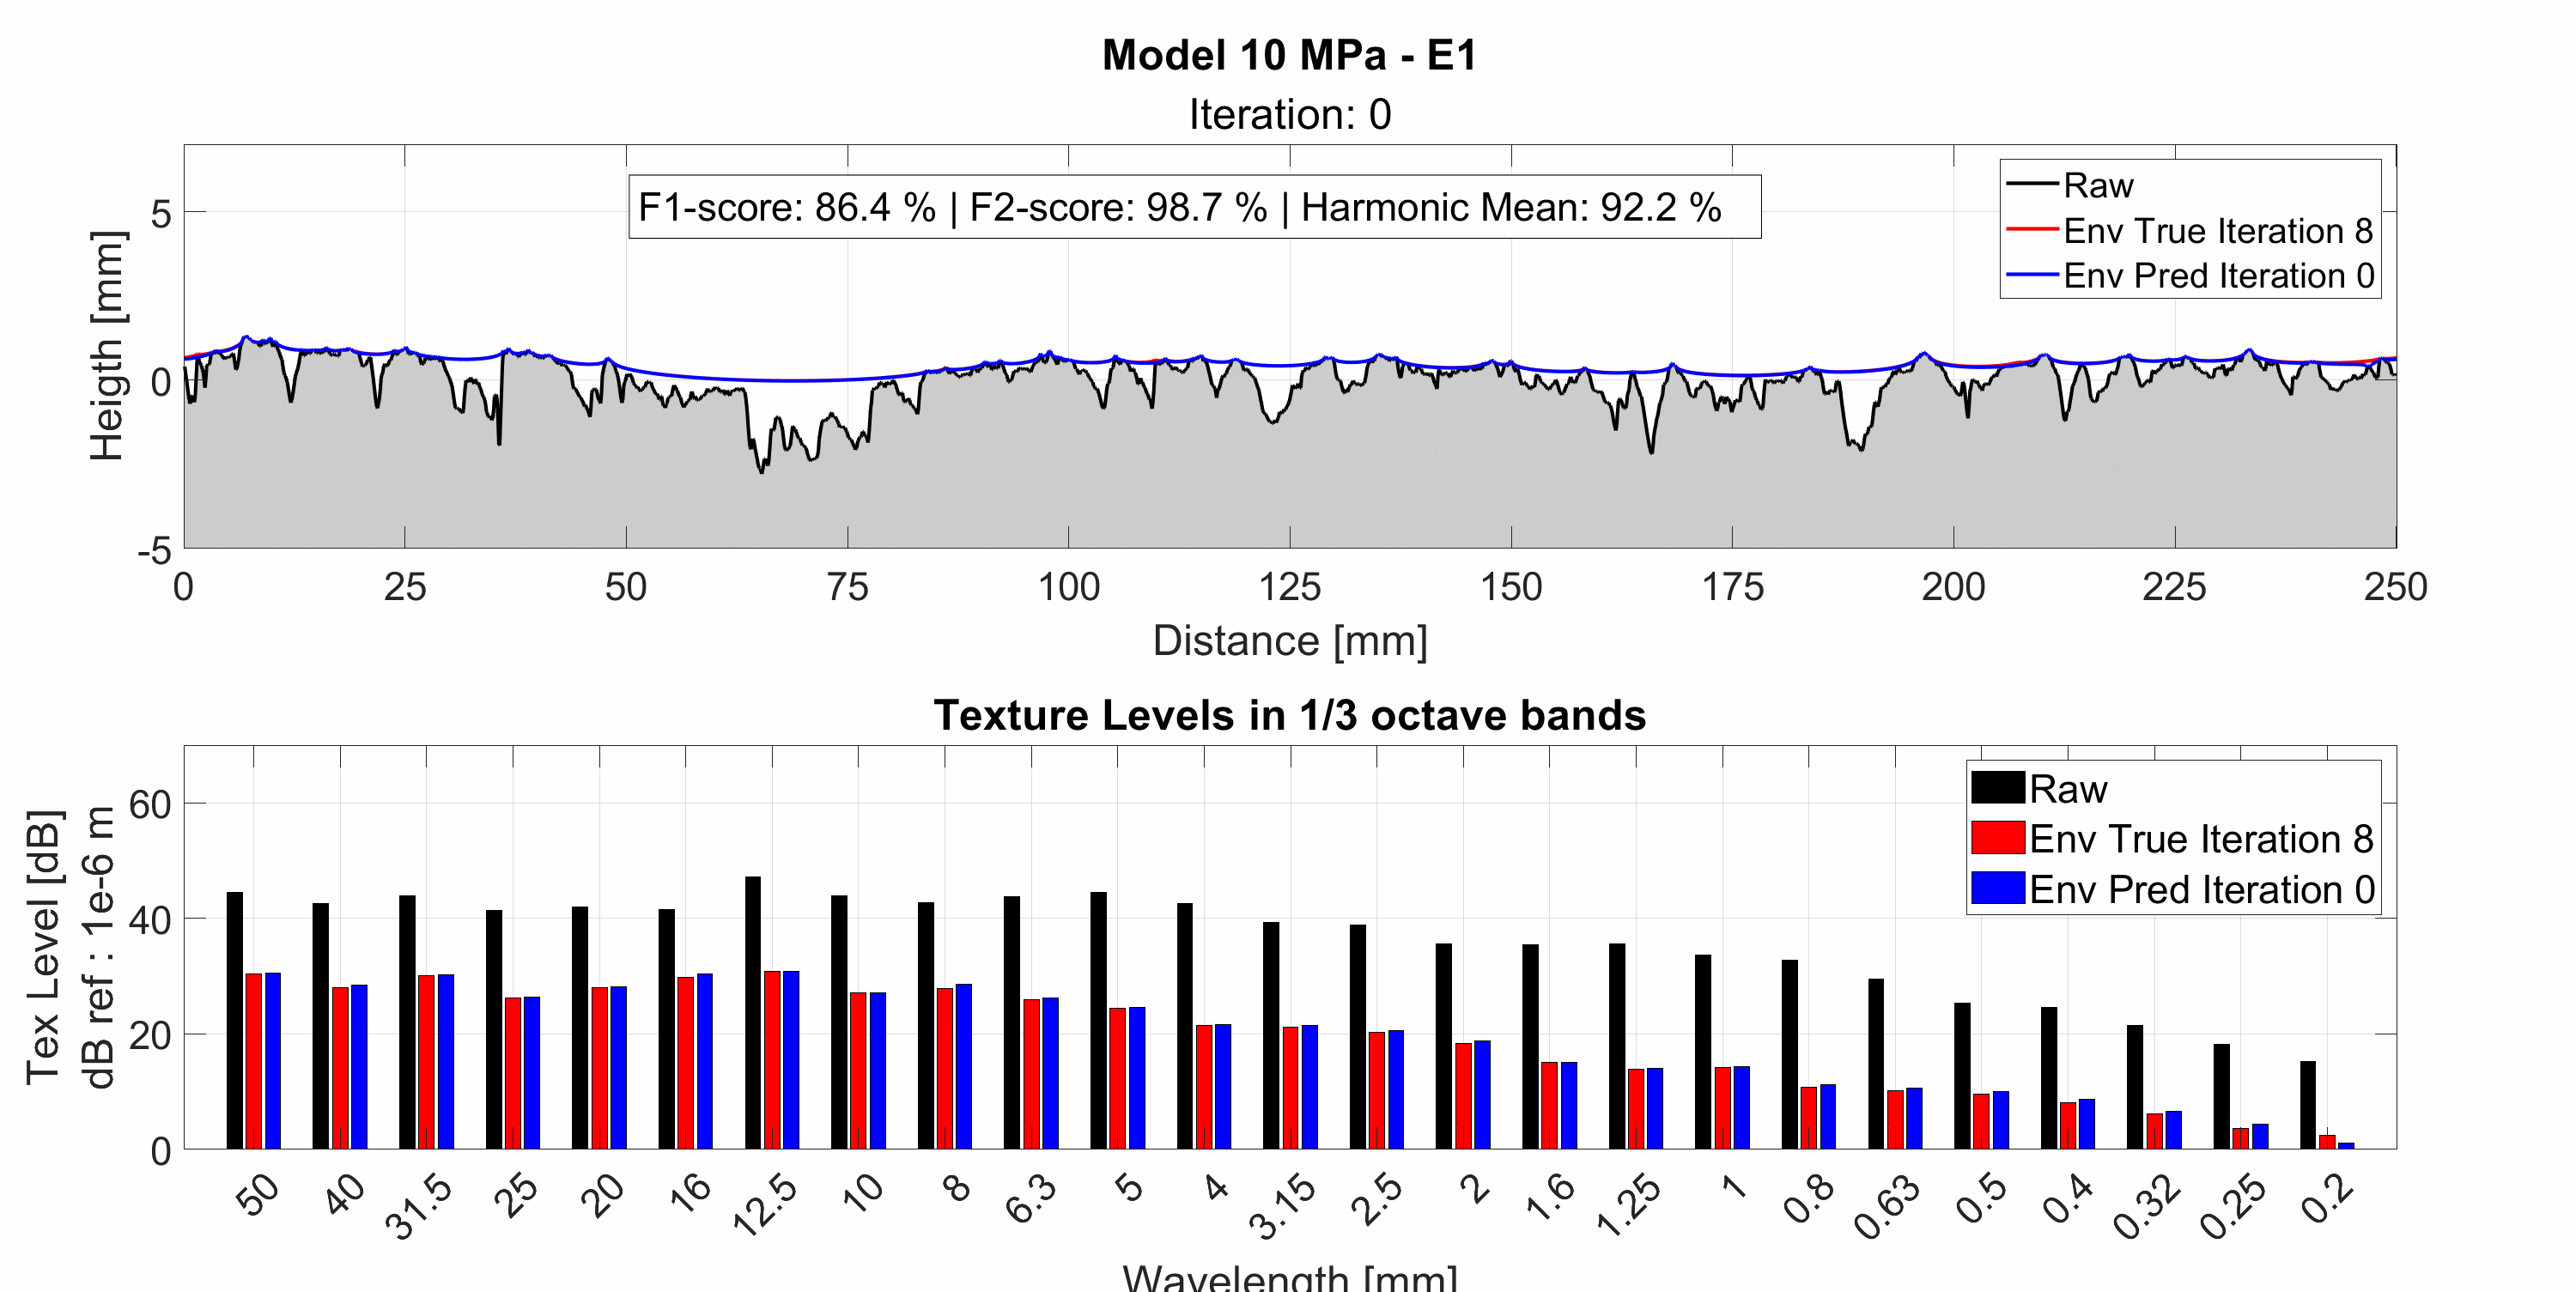 Model 10 MPa - E1
Iteration: 0
F1-score: 86.4 % | F2-score: 98.7 % | Harmonic Mean: 92.2 %
Raw
Env True Iteration 8
Env Pred Iteration 0
Heigth [mm]
5
0
-5
0 25 50 75 100 125 150 175 200 225 250
Distance [mm]
Texture Levels in 1/3 octave bands
Raw
Env True Iteration 8
Env Pred Iteration 0
Tex Level [dB]
dB ref : 1e-6 m
60
40
20
0
50 40 31.5 25 20 16 12.5 10 8 6.3 5 4 3.15 2.5 2 1.6 1.25 1 0.8 0.63 0.5 0.4 0.32 0.25 0.2
Wavelength [mm]